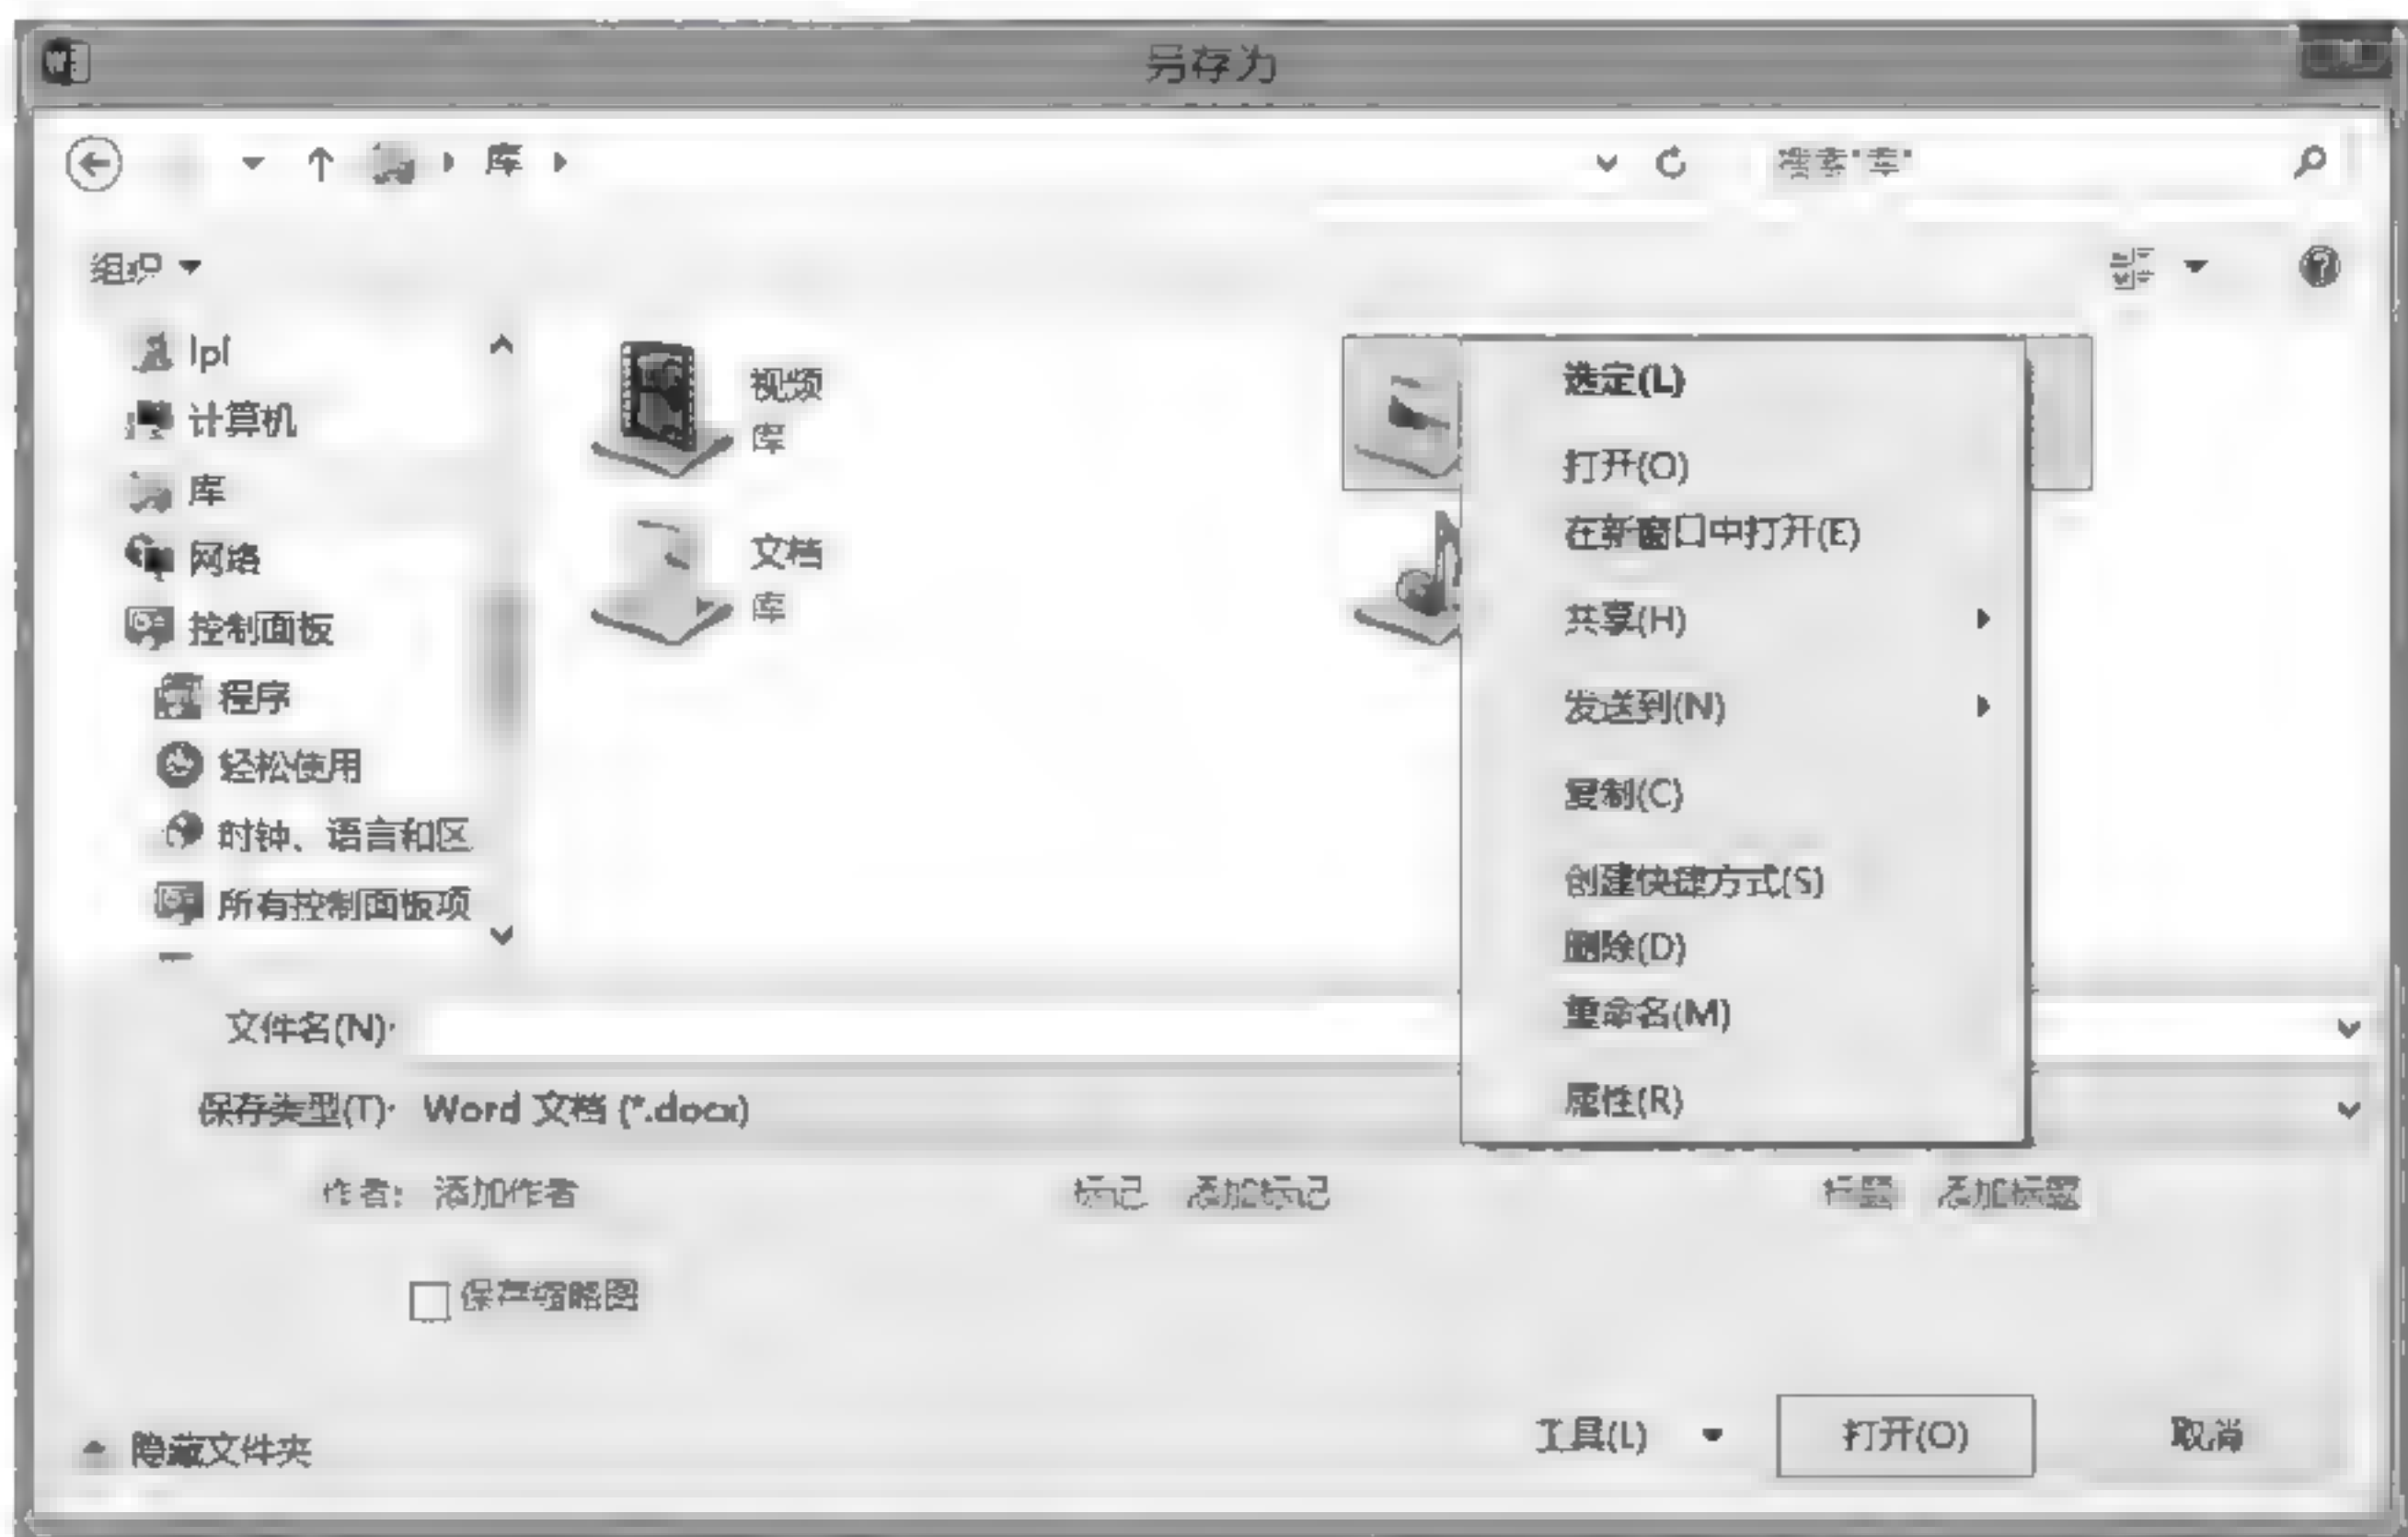 另存为
库
搜索"库"
组织
lpl
计算机
库
网络
控制面板
程序
轻松使用
时钟、语言和区
所有控制面板项
视频
库
文档
库
选定(L)
打开(O)
在新窗口中打开(E)
共享(H)
发送到(N)
复制(C)
创建快捷方式(S)
删除(D)
重命名(M)
属性(R)
文件名(N):
保存类型(T): Word 文档 (*.docx)
作者: 添加作者 标记 添加标记 标题 添加标题
保存缩略图
隐藏文件夹 工具(L) 打开(O) 取消